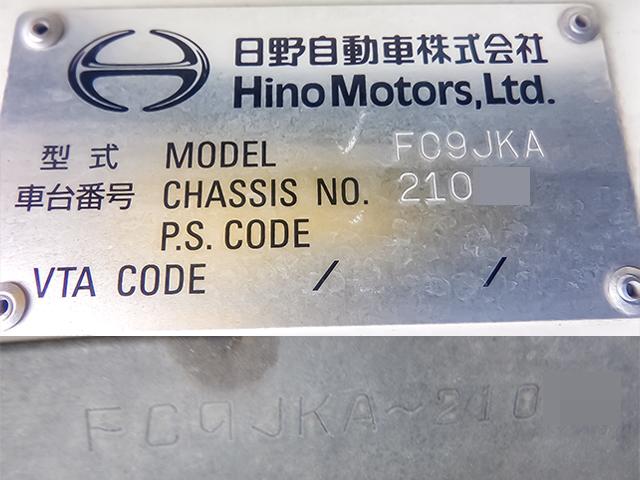 日野自動車株式会社
Hino Motors, Ltd.
型式 MODEL FC9JKA
車台番号 CHASSIS NO. 210
P.S. CODE
VTA CODE / /
FC9JKA~210